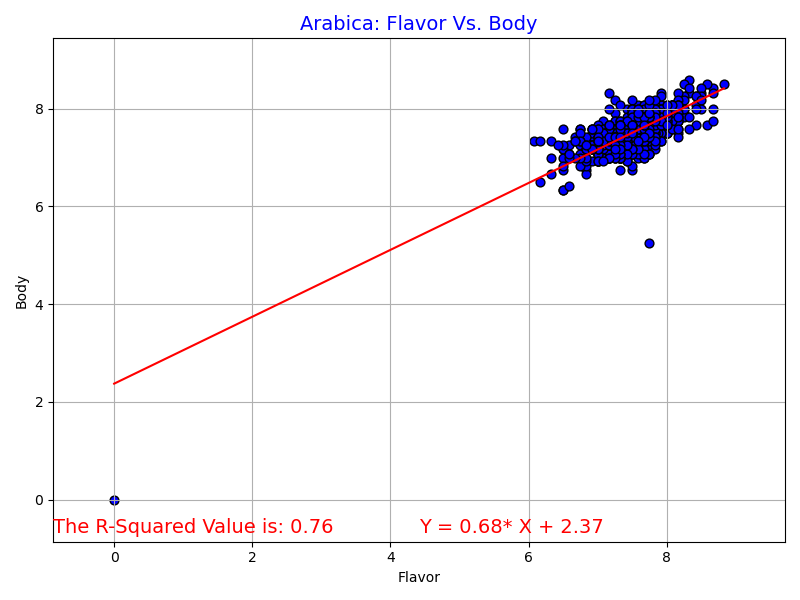 Arabica: Flavor Vs. Body
Body
8
6
4
2
0
The R-Squared Value is: 0.76
Y = 0.68* X + 2.37
0 2 4 6 8
Flavor